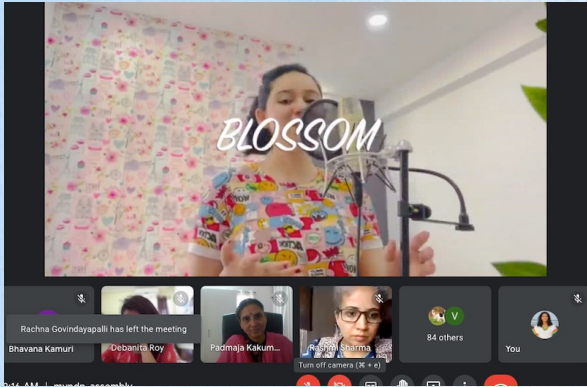 BLOSSOM
Rachna Govindayapalli has left the meeting
Bhavana Kamuri
Debanita Roy
Padmaja Kakum...
Rashmi Sharma
V
84 others
You
Turn off camera (⌘ + e)